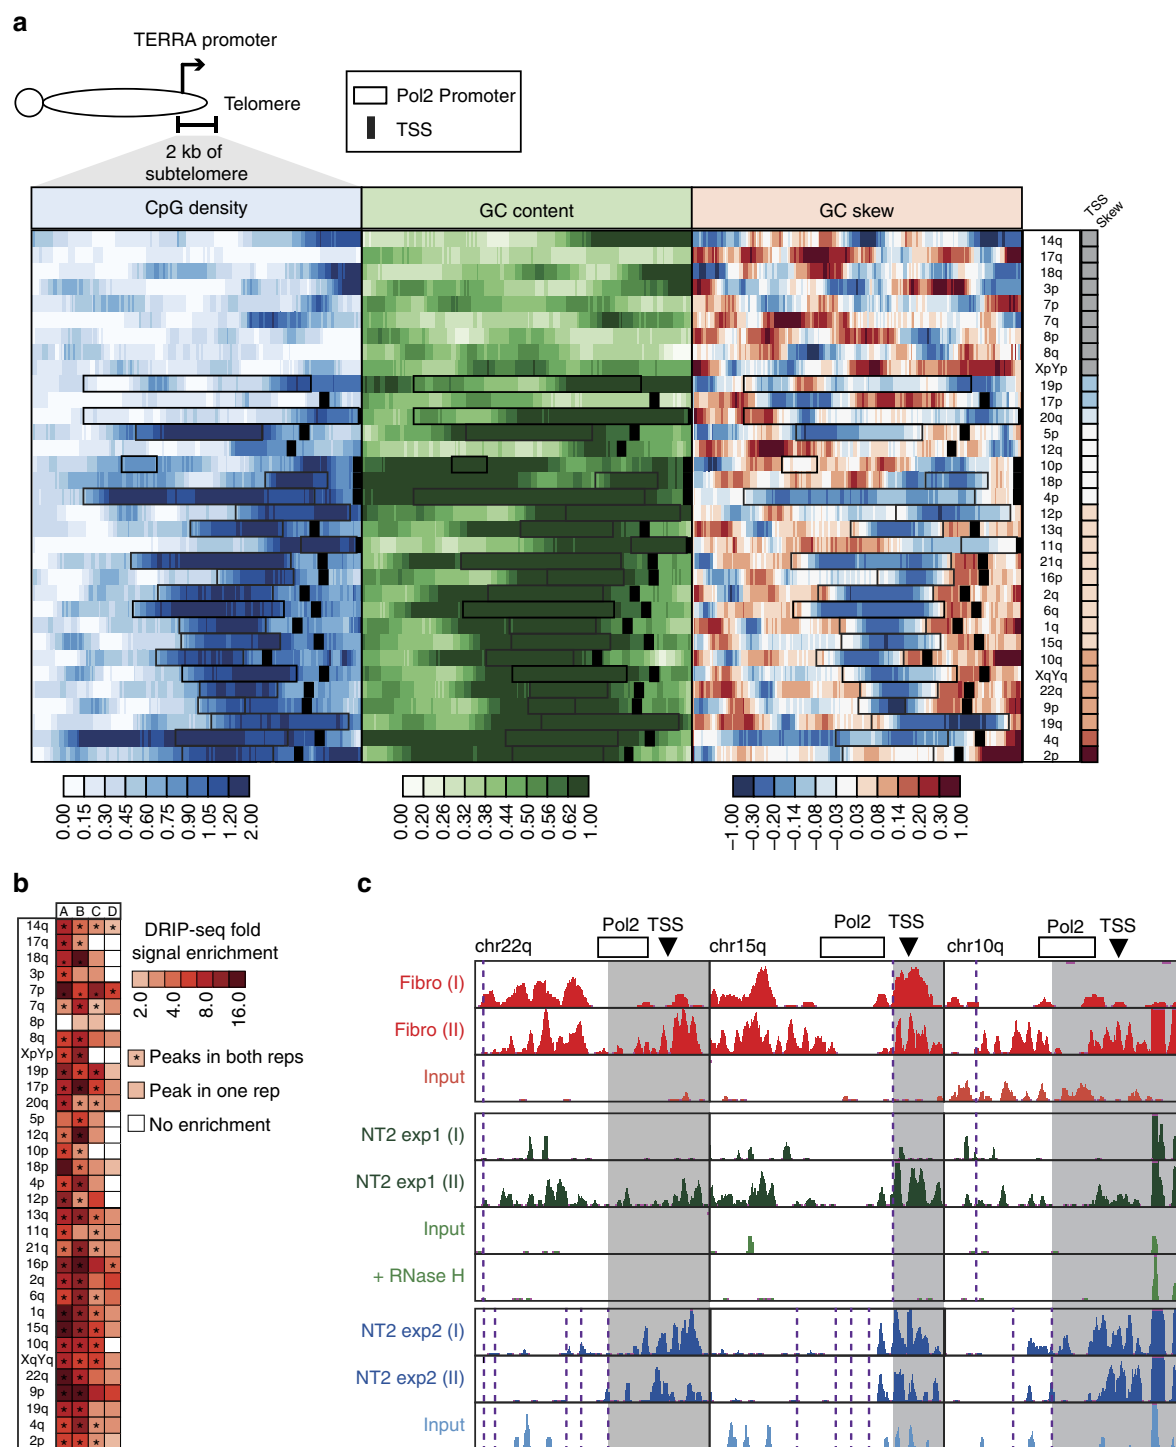 a
TERRA promoter
Telomere
2 kb of
subtelomere
Pol2 Promoter
TSS
CpG density
GC content
GC skew
TSS
Skew
14q
17q
18q
3p
7p
7q
8p
8q
XpYp
19p
17p
20q
5p
12q
10p
18p
4p
12p
13q
11q
21q
16p
2q
6q
1q
15q
10q
XqYq
22q
9p
19q
4q
2p
0.00 0.15 0.30 0.45 0.60 0.75 0.90 1.05 1.20 2.00
0.00 0.20 0.26 0.32 0.38 0.44 0.50 0.56 0.62 1.00
−1.00 −0.30 −0.20 −0.14 −0.08 −0.03 0.03 0.08 0.14 0.20 0.30 1.00
b
A B C D
14q
17q
18q
3p
7p
7q
8p
8q
XpYp
19p
17p
20q
5p
12q
10p
18p
4p
12p
13q
11q
21q
16p
2q
6q
1q
15q
10q
XqYq
22q
9p
19q
4q
2p
DRIP-seq fold
signal enrichment
2.0 4.0 8.0 16.0
Peaks in both reps
Peak in one rep
No enrichment
c
chr22q Pol2 TSS chr15q Pol2 TSS chr10q Pol2 TSS
Fibro (I)
Fibro (II)
Input
NT2 exp1 (I)
NT2 exp1 (II)
Input
+ RNase H
NT2 exp2 (I)
NT2 exp2 (II)
Input